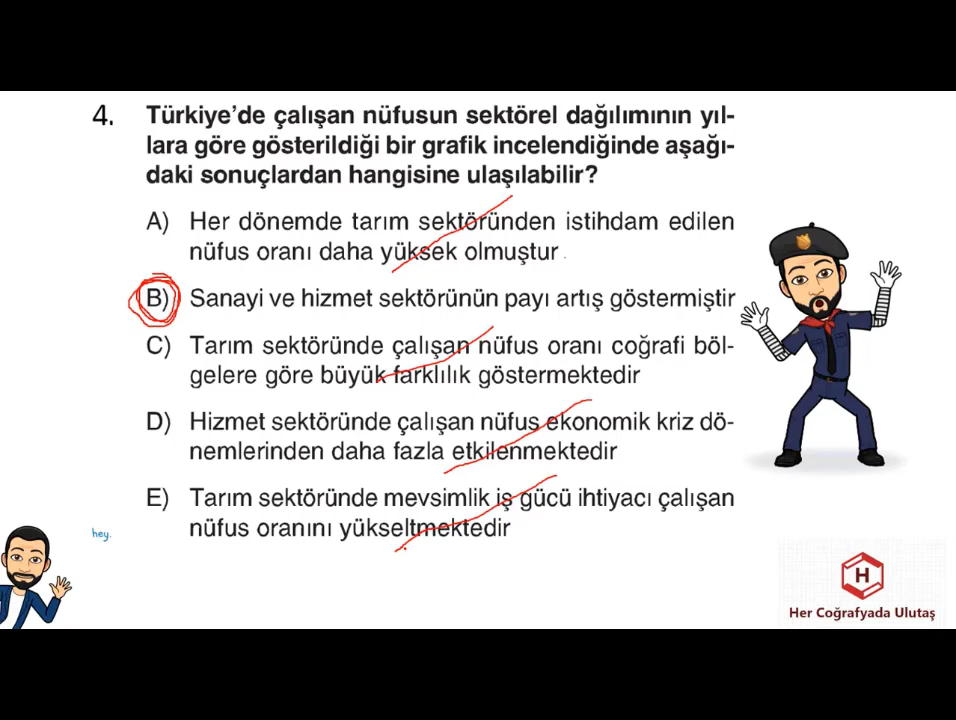 4. Türkiye'de çalışan nüfusun sektörel dağılımının yıl-
lara göre gösterildiği bir grafik incelendiğinde aşağı-
daki sonuçlardan hangisine ulaşılabilir?
A) Her dönemde tarım sektöründen istihdam edilen
nüfus oranı daha yüksek olmuştur
B) Sanayi ve hizmet sektörünün payı artış göstermiştir
C) Tarım sektöründe çalışan nüfus oranı coğrafi böl-
gelere göre büyük farklılık göstermektedir
D) Hizmet sektöründe çalışan nüfus ekonomik kriz dö-
nemlerinden daha fazla etkilenmektedir
E) Tarım sektöründe mevsimlik iş gücü ihtiyacı çalışan
nüfus oranını yükseltmektedir
hey.
H
Her Coğrafyada Ulutaş